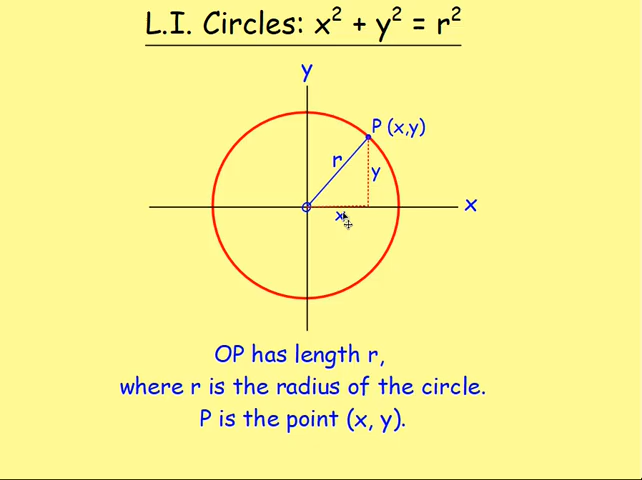 L.I. Circles: x² + y² = r²
y
P (x,y)
r
y
x
x
OP has length r,
where r is the radius of the circle.
P is the point (x, y).